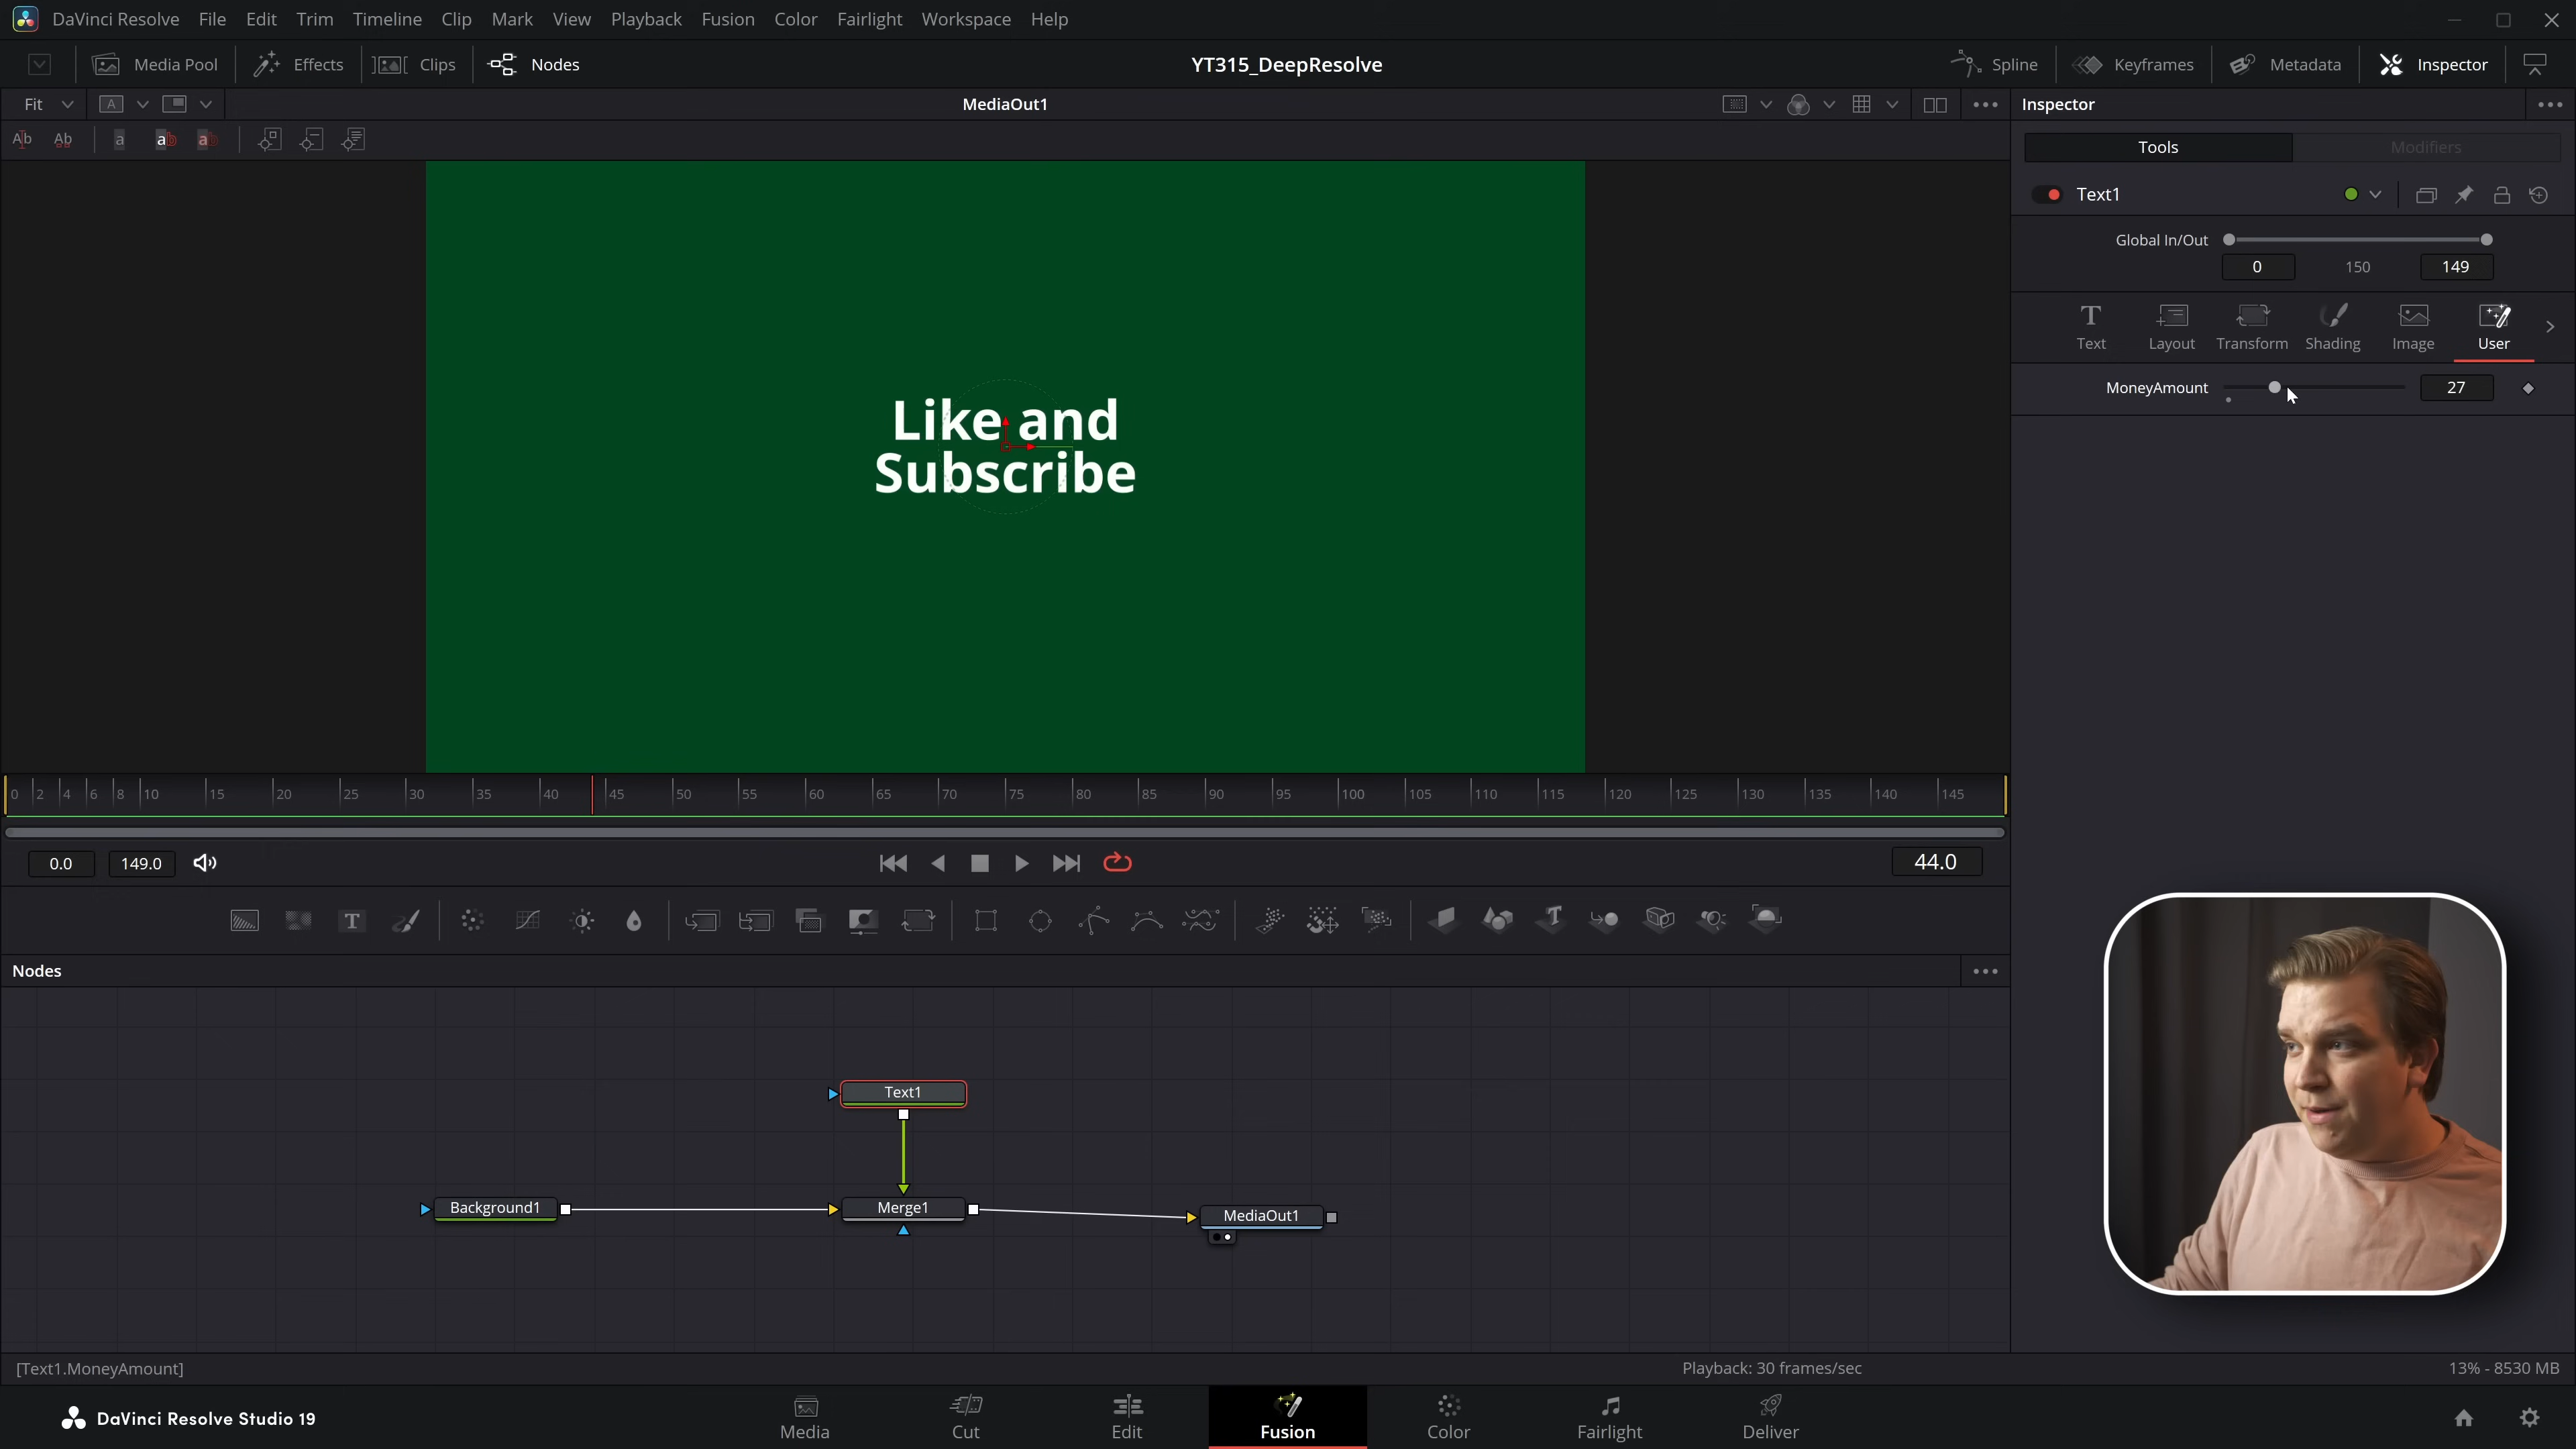 DaVinci Resolve File Edit Trim Timeline Clip Mark View Playback Fusion Color Fairlight Workspace Help
Media Pool Effects Clips Nodes YT315_DeepResolve Spline Keyframes Metadata Inspector
Fit A MediaOut1 Inspector
Ab Ab a ab ab
Tools Modifiers
Text1
Global In/Out
0 150 149
T
Text Layout Transform Shading Image User
MoneyAmount 27
Like and
Subscribe
0 2 4 6 8 10 15 20 25 30 35 40 45 50 55 60 65 70 75 80 85 90 95 100 105 110 115 120 125 130 135 140 145
0.0 149.0 44.0
T T
Nodes
Text1
Background1 Merge1 MediaOut1
[Text1.MoneyAmount] Playback: 30 frames/sec 13% - 8530 MB
DaVinci Resolve Studio 19 Media Cut Edit Fusion Color Fairlight Deliver